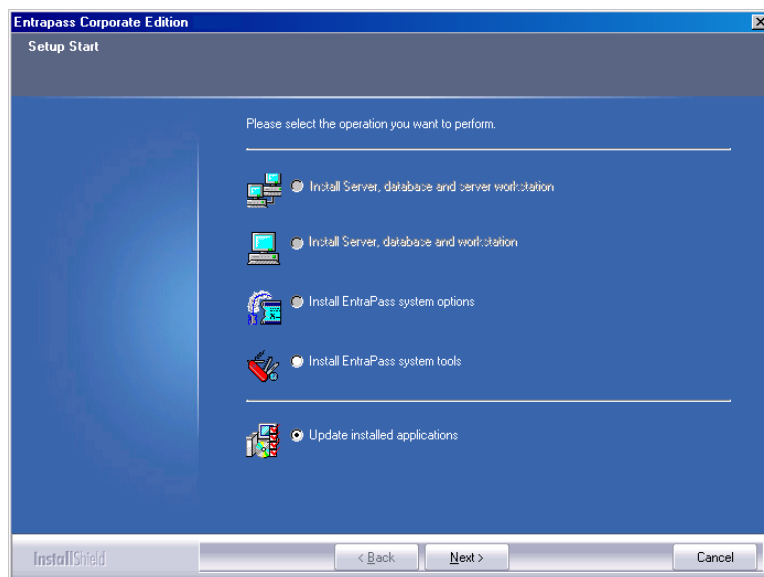 Entrapass Corporate Edition
Setup Start
Please select the operation you want to perform.
Install Server, database and server workstation
Install Server, database and workstation
Install EntraPass system options
Install EntraPass system tools
Update installed applications
InstallShield
< Back
Next >
Cancel